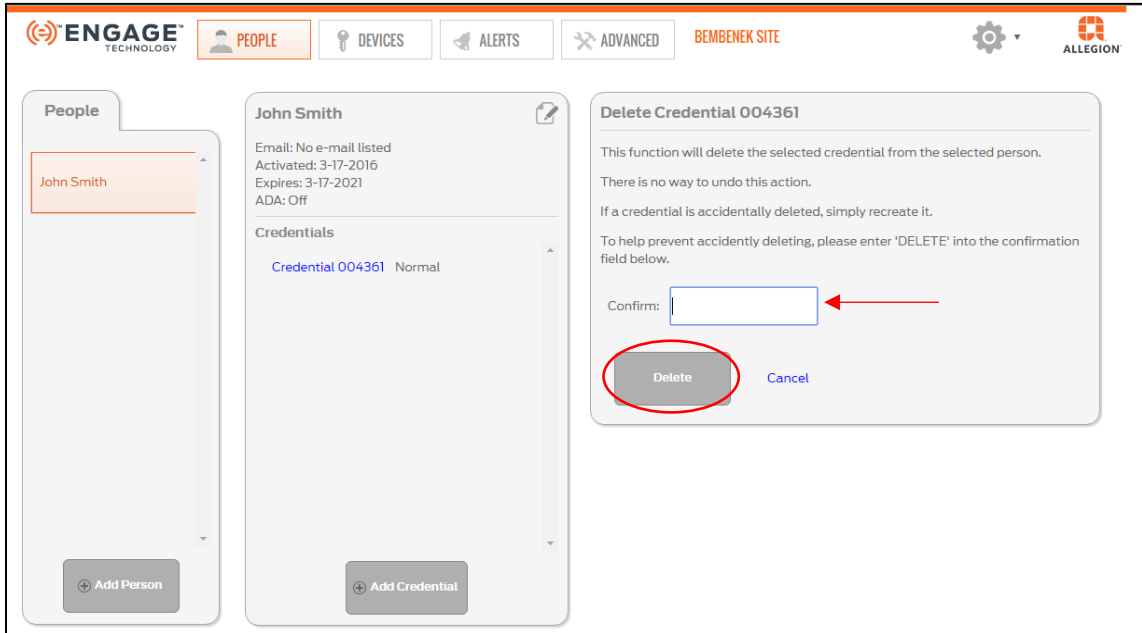 ENGAGE™
TECHNOLOGY
PEOPLE
DEVICES
ALERTS
ADVANCED
BEMBENEK SITE
ALLEGION
People
John Smith
Add Person
John Smith
Email: No e-mail listed
Activated: 3-17-2016
Expires: 3-17-2021
ADA: Off
Credentials
Credential 004361 Normal
Add Credential
Delete Credential 004361
This function will delete the selected credential from the selected person.
There is no way to undo this action.
If a credential is accidentally deleted, simply recreate it.
To help prevent accidently deleting, please enter 'DELETE' into the confirmation
field below.
Confirm:
Delete
Cancel